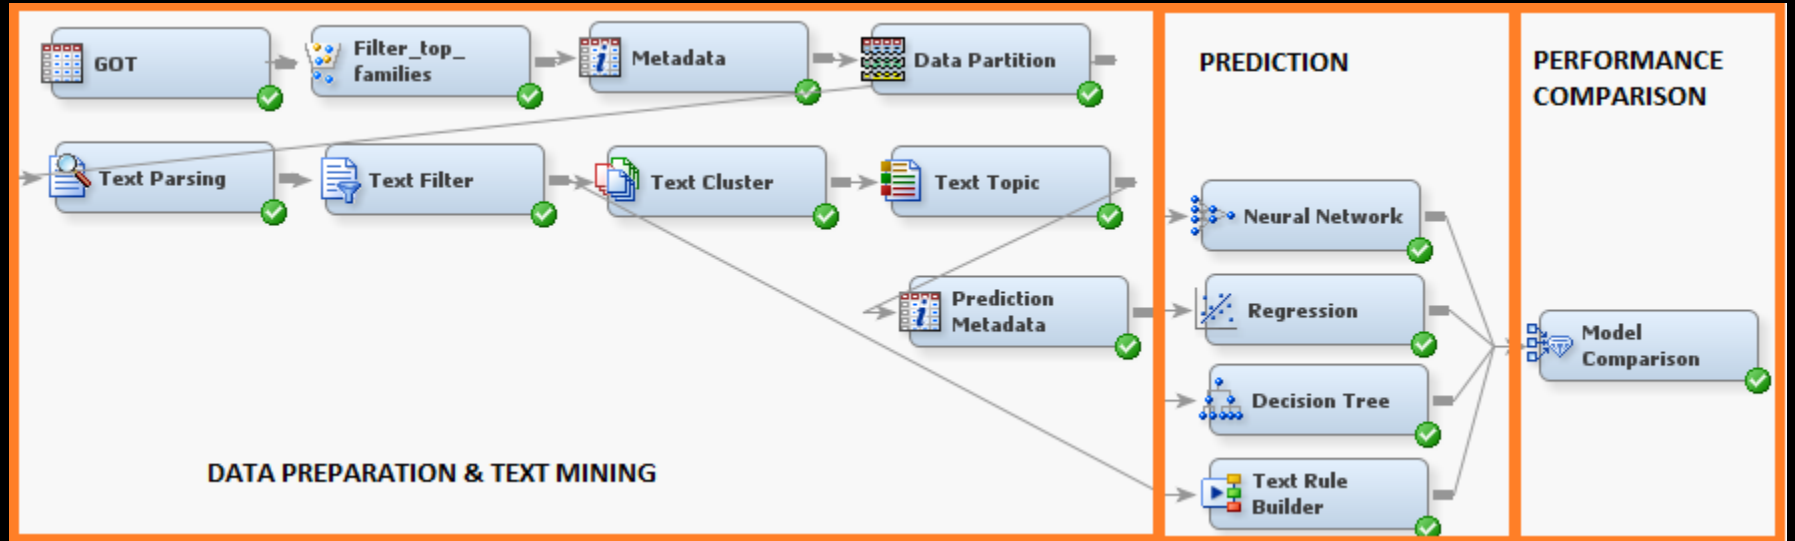 GOT
Filter_top_
families
Metadata
Data Partition
Text Parsing
Text Filter
Text Cluster
Text Topic
Prediction
Metadata
DATA PREPARATION & TEXT MINING
PREDICTION
Neural Network
Regression
Decision Tree
Text Rule
Builder
PERFORMANCE
COMPARISON
Model
Comparison